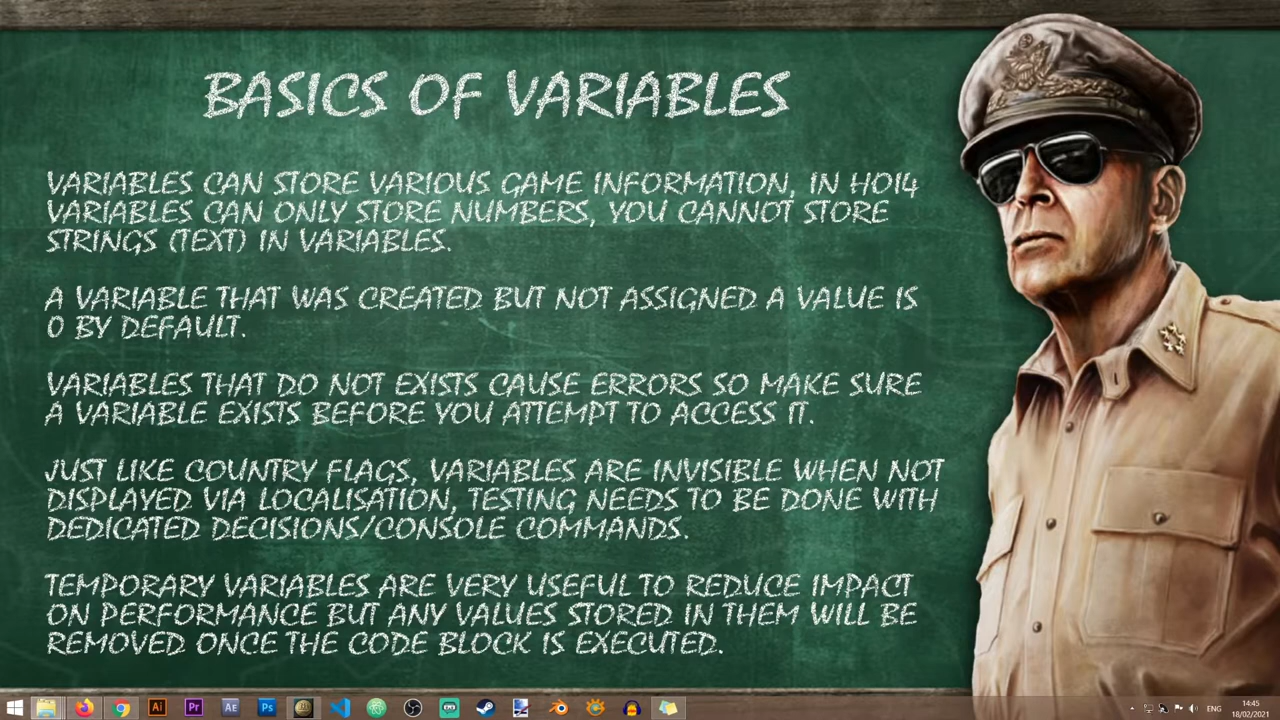 BASICS OF VARIABLES
VARIABLES CAN STORE VARIOUS GAME INFORMATION, IN HOI4
VARIABLES CAN ONLY STORE NUMBERS, YOU CANNOT STORE
STRINGS (TEXT) IN VARIABLES.
A VARIABLE THAT WAS CREATED BUT NOT ASSIGNED A VALUE IS
0 BY DEFAULT.
VARIABLES THAT DO NOT EXISTS CAUSE ERRORS SO MAKE SURE
A VARIABLE EXISTS BEFORE YOU ATTEMPT TO ACCESS IT.
JUST LIKE COUNTRY FLAGS, VARIABLES ARE INVISIBLE WHEN NOT
DISPLAYED VIA LOCALISATION, TESTING NEEDS TO BE DONE WITH
DEDICATED DECISIONS/CONSOLE COMMANDS.
TEMPORARY VARIABLES ARE VERY USEFUL TO REDUCE IMPACT
ON PERFORMANCE BUT ANY VALUES STORED IN THEM WILL BE
REMOVED ONCE THE CODE BLOCK IS EXECUTED.
Ai Pr Ae Ps
ENG
14:45
18/02/2021